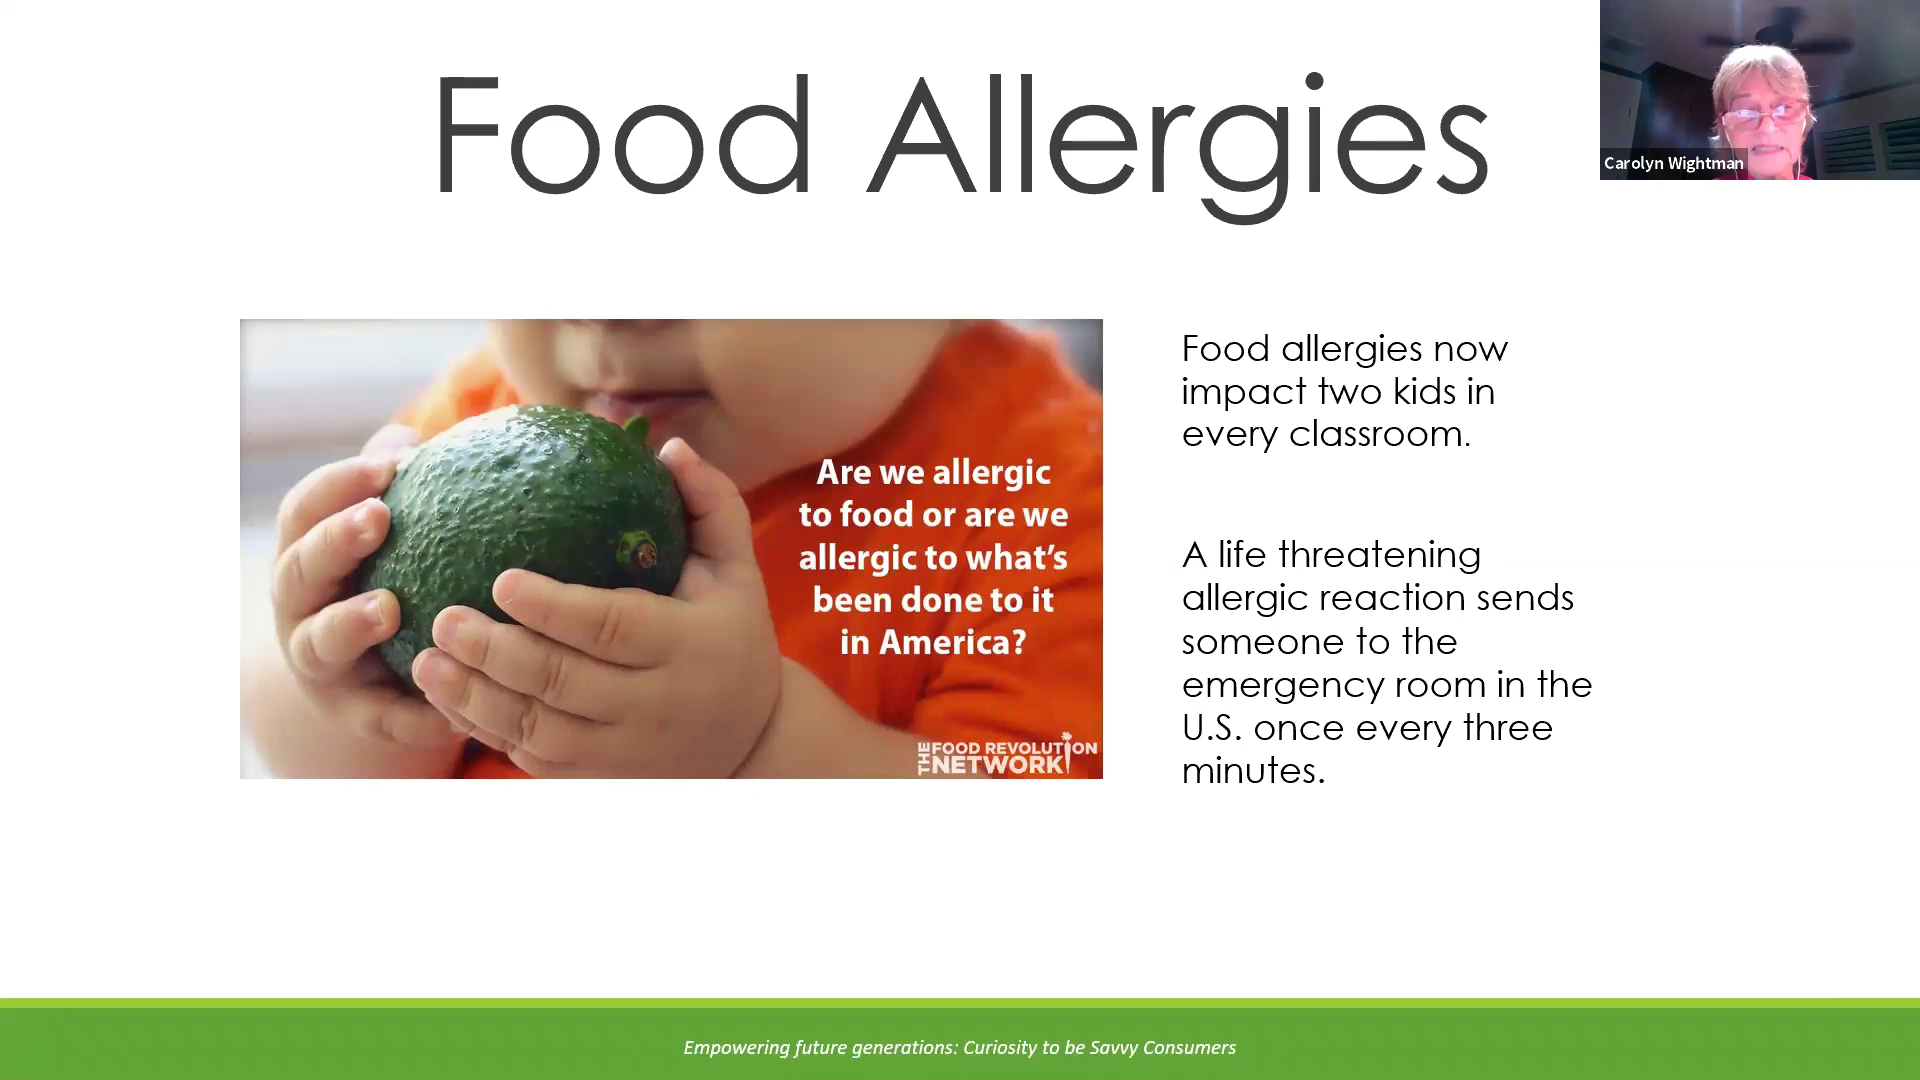 Food Allergies
Carolyn Wightman
Are we allergic
to food or are we
allergic to what's
been done to it
in America?
THE FOOD REVOLUTION
NETWORK
Food allergies now
impact two kids in
every classroom.
A life threatening
allergic reaction sends
someone to the
emergency room in the
U.S. once every three
minutes.
Empowering future generations: Curiosity to be Savvy Consumers